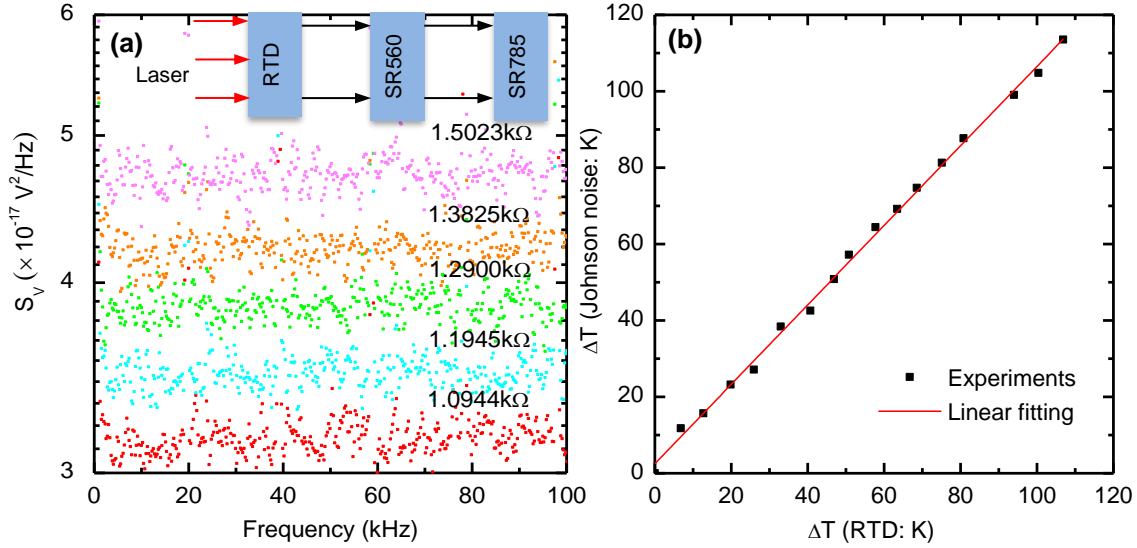 (a)
Laser
RTD
SR560
SR785
1.5023kΩ
1.3825kΩ
1.2900kΩ
1.1945kΩ
1.0944kΩ
6
5
4
3
S_V (× 10⁻¹⁷ V²/Hz)
0 20 40 60 80 100
Frequency (kHz)
(b)
120
100
80
60
40
20
0
ΔT (Johnson noise: K)
Experiments
Linear fitting
0 20 40 60 80 100 120
ΔT (RTD: K)